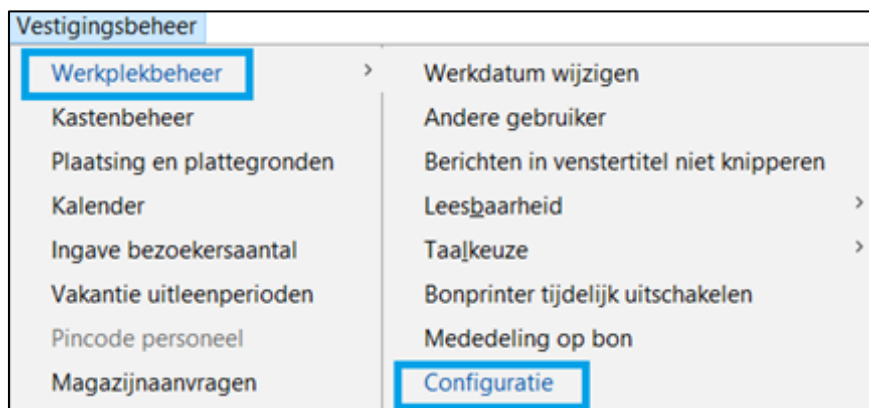 Vestigingsbeheer
Werkplekbeheer >
Kastenbeheer
Plaatsing en plattegronden
Kalender
Ingave bezoekersaantal
Vakantie uitleenperioden
Pincode personeel
Magazijnaanvragen
Werkdatum wijzigen
Andere gebruiker
Berichten in venstertitel niet knipperen
Leesbaarheid >
Taalkeuze >
Bonprinter tijdelijk uitschakelen
Mededeling op bon
Configuratie